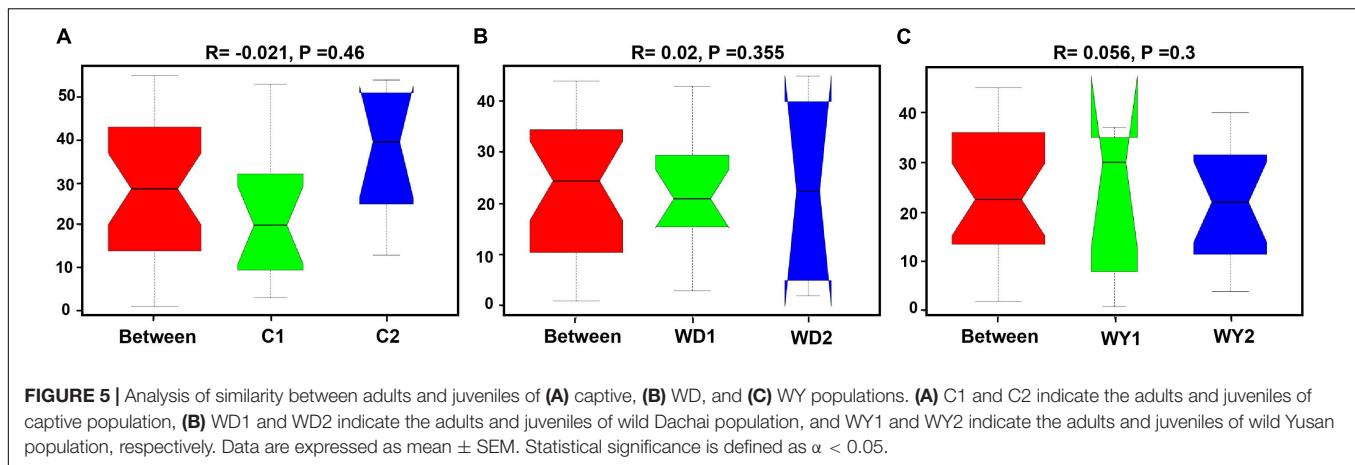 A
R= -0.021, P =0.46
50
40
30
20
10
0
Between C1 C2
B
R= 0.02, P =0.355
40
30
20
10
0
Between WD1 WD2
C
R= 0.056, P =0.3
40
30
20
10
0
Between WY1 WY2
FIGURE 5 | Analysis of similarity between adults and juveniles of (A) captive, (B) WD, and (C) WY populations. (A) C1 and C2 indicate the adults and juveniles of
captive population, (B) WD1 and WD2 indicate the adults and juveniles of wild Dachai population, and WY1 and WY2 indicate the adults and juveniles of wild Yusan
population, respectively. Data are expressed as mean ± SEM. Statistical significance is defined as α < 0.05.